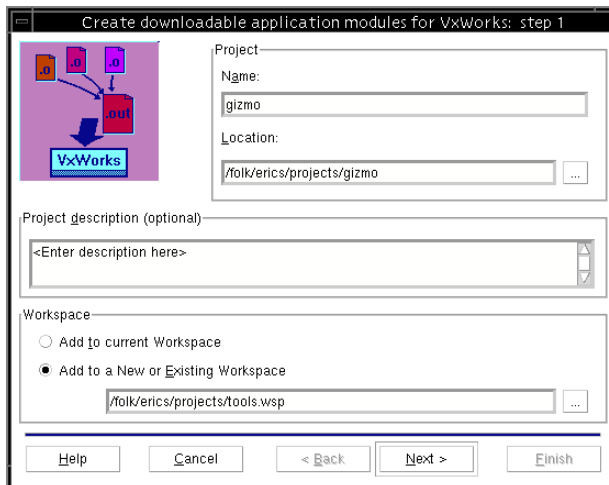 Create downloadable application modules for VxWorks: step 1
.o .o .o
.out
VxWorks
Project
Name:
gizmo
Location:
/folk/erics/projects/gizmo
...
Project description (optional)
<Enter description here>
Workspace
Add to current Workspace
Add to a New or Existing Workspace
/folk/erics/projects/tools.wsp
...
Help Cancel < Back Next > Finish